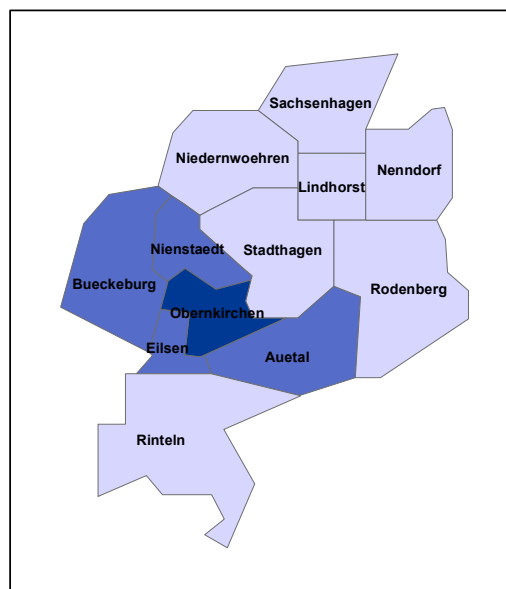 Sachsenhagen
Niedernwoehren
Nenndorf
Lindhorst
Nienstaedt
Stadthagen
Bueckeburg
Rodenberg
Obernkirchen
Eilsen
Auetal
Rinteln